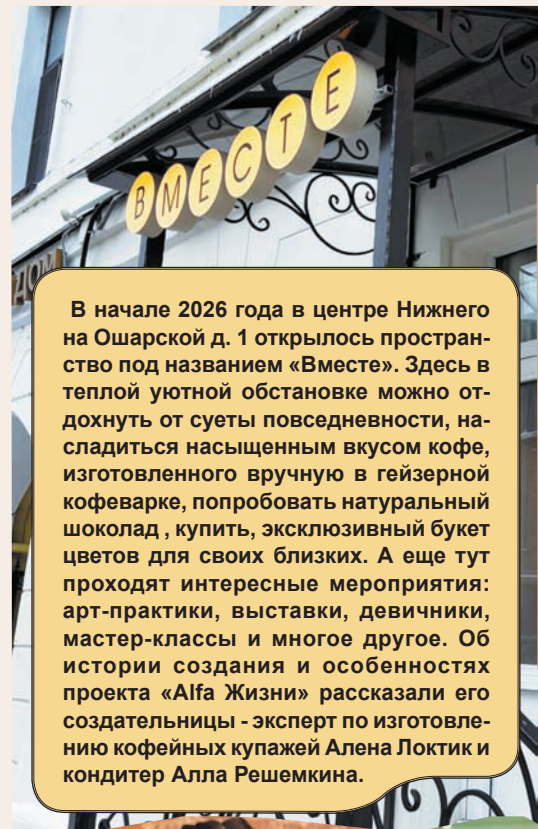 ВМЕСТЕ
ДОМ
В начале 2026 года в центре Нижнего
на Ошарской д. 1 открылось простран-
ство под названием «Вместе». Здесь в
теплой уютной обстановке можно от-
дохнуть от суеты повседневности, на-
сладиться насыщенным вкусом кофе,
изготовленного вручную в гейзерной
кофеварке, попробовать натуральный
шоколад , купить, эксклюзивный букет
цветов для своих близких. А еще тут
проходят интересные мероприятия:
арт-практики, выставки, девичники,
мастер-классы и многое другое. Об
истории создания и особенностях
проекта «Alfa Жизни» рассказали его
создательницы - эксперт по изготовле-
нию кофейных купажей Алена Локтик и
кондитер Алла Решемкина.